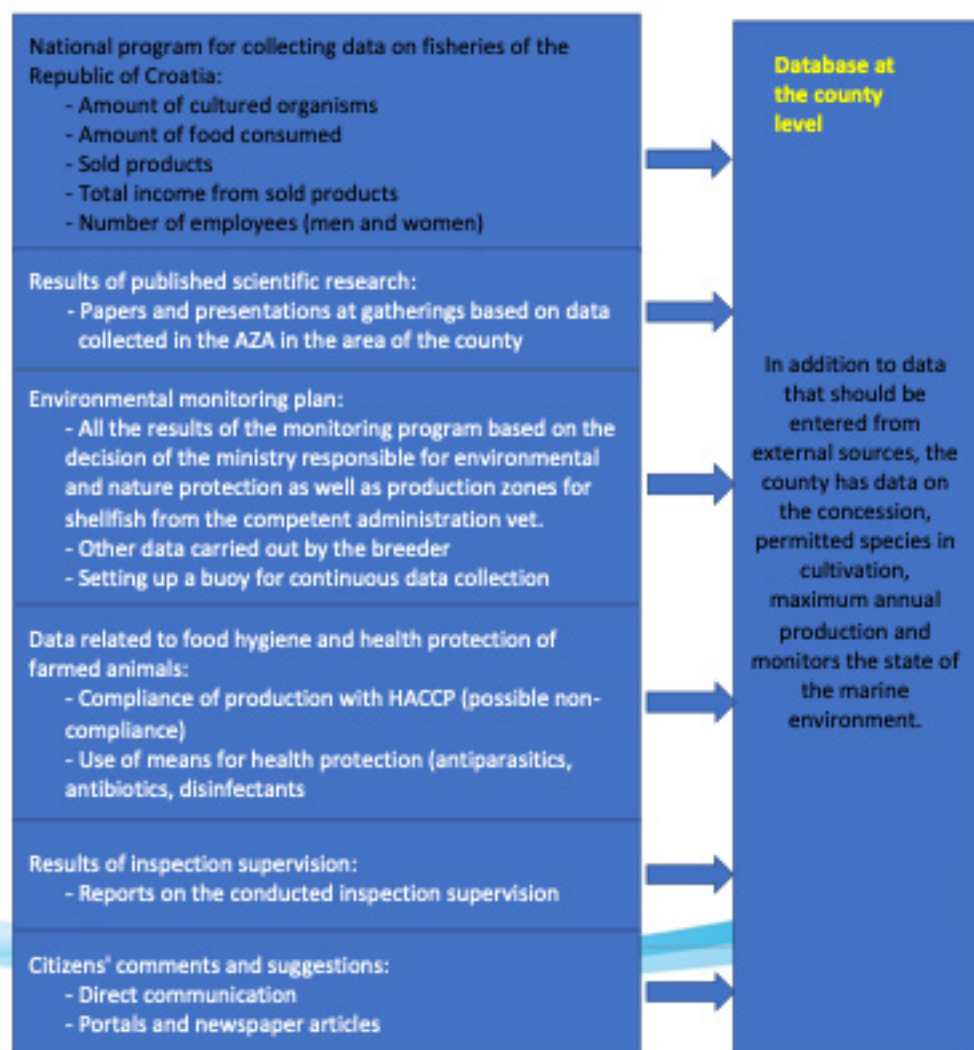 National program for collecting data on fisheries of the
Republic of Croatia:
- Amount of cultured organisms
- Amount of food consumed
- Sold products
- Total income from sold products
- Number of employees (men and women)
Results of published scientific research:
- Papers and presentations at gatherings based on data
collected in the AZA in the area of the county
Environmental monitoring plan:
- All the results of the monitoring program based on the
decision of the ministry responsible for environmental
and nature protection as well as production zones for
shellfish from the competent administration vet.
- Other data carried out by the breeder
- Setting up a buoy for continuous data collection
Data related to food hygiene and health protection of
farmed animals:
- Compliance of production with HACCP (possible non-
compliance)
- Use of means for health protection (antiparasitics,
antibiotics, disinfectants
Results of inspection supervision:
- Reports on the conducted inspection supervision
Citizens' comments and suggestions:
- Direct communication
- Portals and newspaper articles
Database at
the county
level
In addition to data
that should be
entered from
external sources, the
county has data on
the concession,
permitted species in
cultivation,
maximum annual
production and
monitors the state of
the marine
environment.